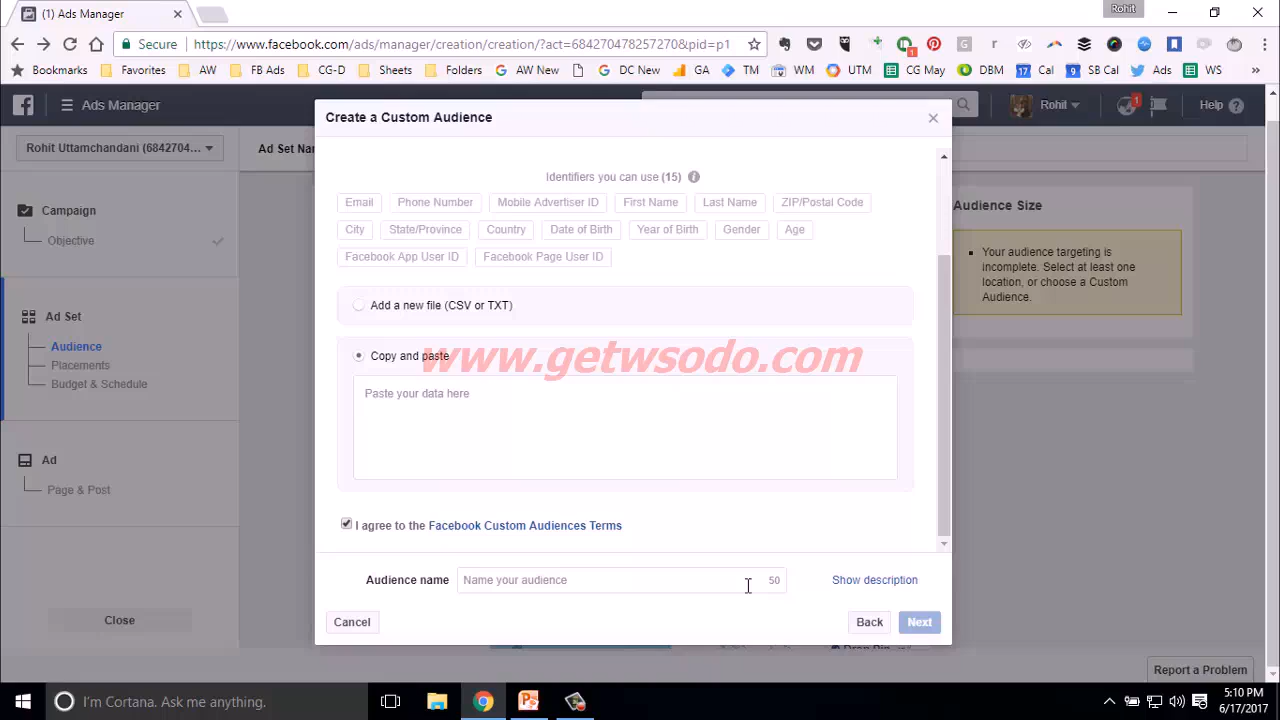 (1) Ads Manager
Rohit
Secure https://www.facebook.com/ads/manager/creation/creation/?act=684270478257270&pid=p1
Bookmarks Favorites AW FB Ads CG-D Sheets Folders AW New DC New GA TM WM UTM CG May DBM Cal SB Cal Ads WS
Ads Manager
Rohit
1
Help
Rohit Uttamchandani (6842704...
Ad Set Nam
Create a Custom Audience
Campaign
Objective
Ad Set
Audience
Placements
Budget & Schedule
Ad
Page & Post
Close
Identifiers you can use (15)
Email Phone Number Mobile Advertiser ID First Name Last Name ZIP/Postal Code
City State/Province Country Date of Birth Year of Birth Gender Age
Facebook App User ID Facebook Page User ID
Add a new file (CSV or TXT)
Copy and paste
www.getwsodo.com
Paste your data here
I agree to the Facebook Custom Audiences Terms
Audience name Name your audience 50 Show description
Cancel Back Next
Audience Size
Your audience targeting is
incomplete. Select at least one
location, or choose a Custom
Audience.
Report a Problem
I'm Cortana. Ask me anything.
5:10 PM
6/17/2017